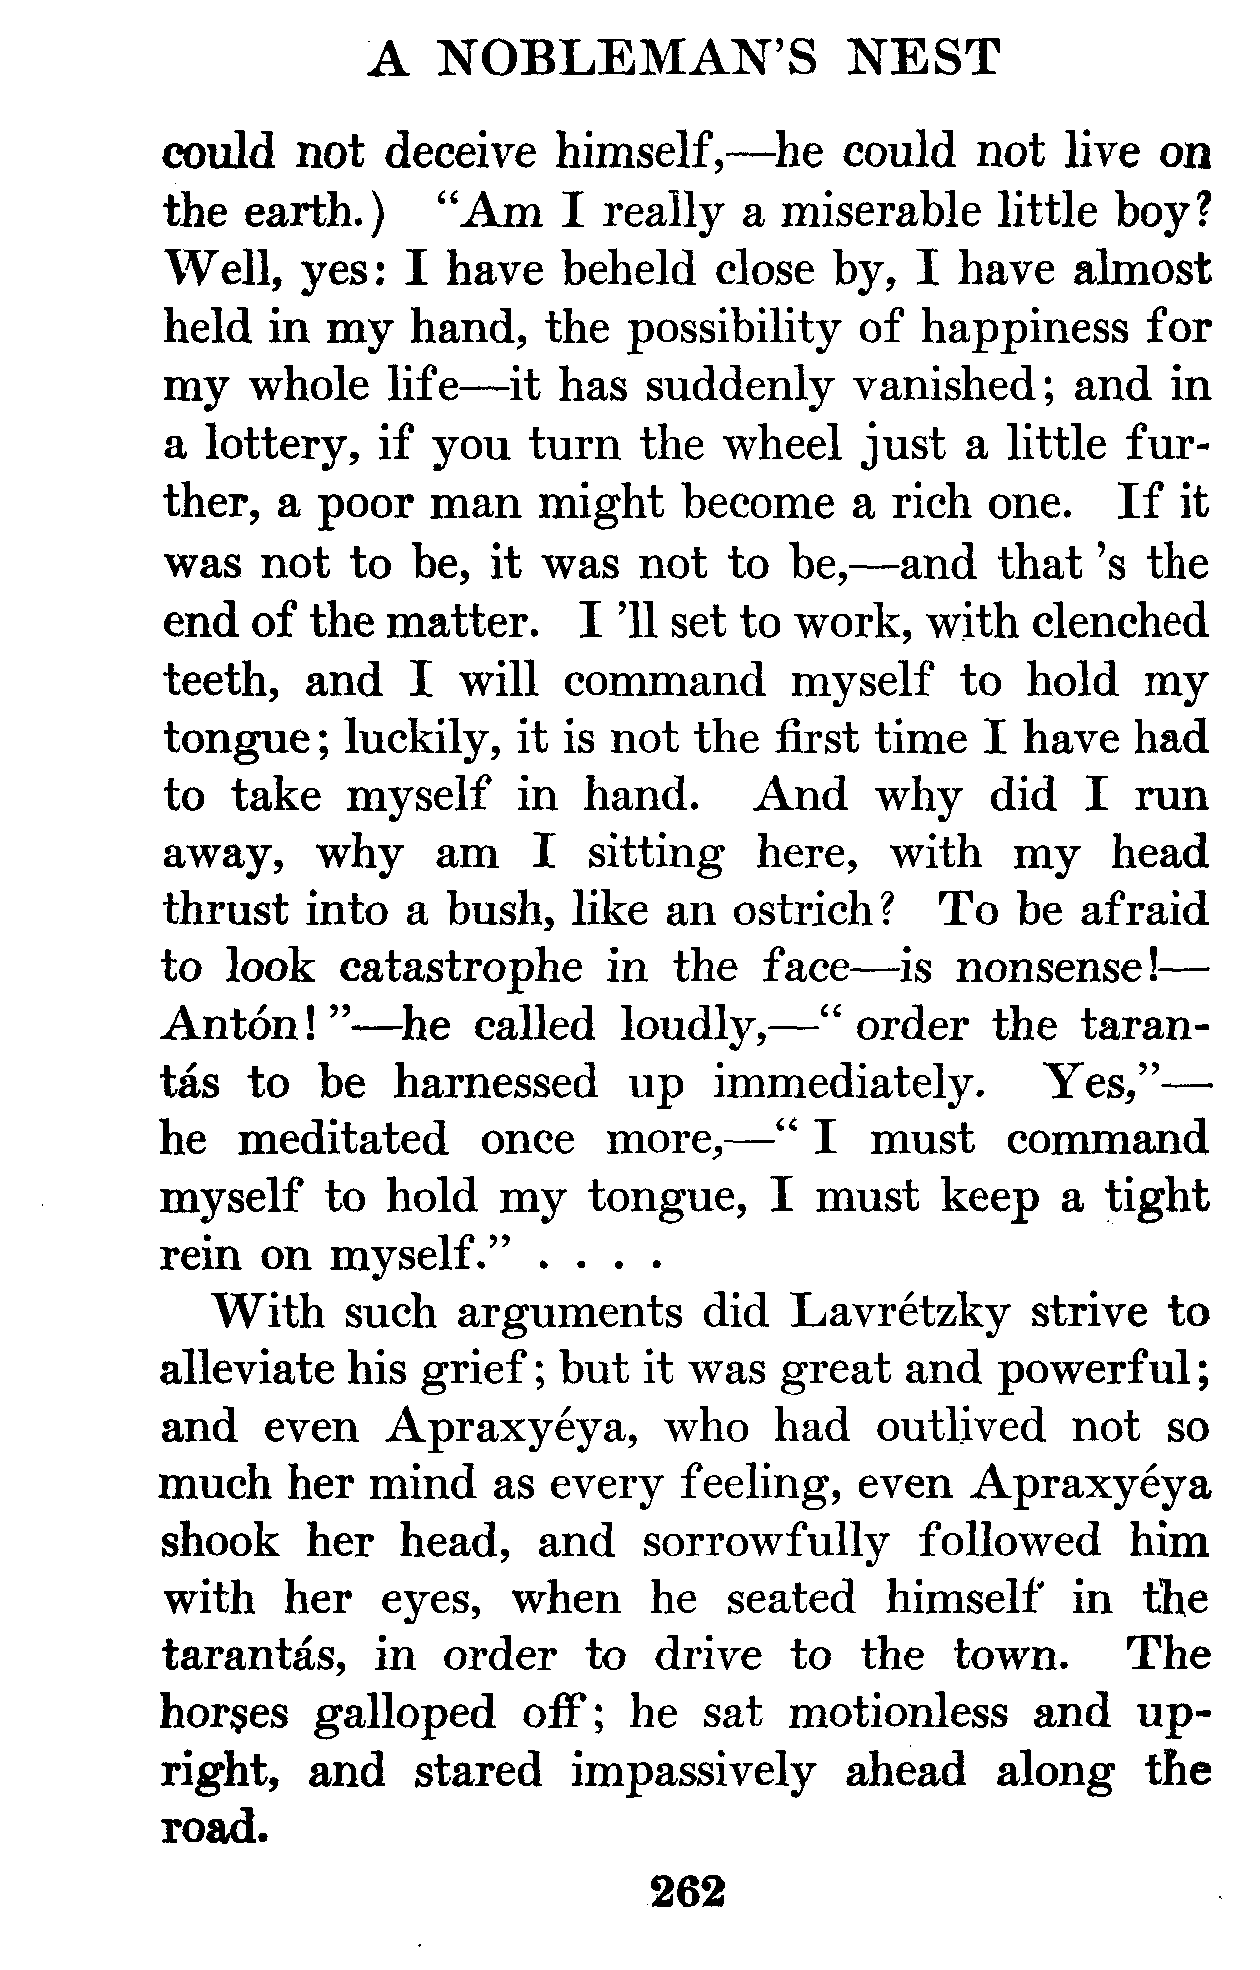 A NOBLEMAN'S NEST
could not deceive himself,—he could not live on
the earth.) "Am I really a miserable little boy?
Well, yes: I have beheld close by, I have almost
held in my hand, the possibility of happiness for
my whole life—it has suddenly vanished; and in
a lottery, if you turn the wheel just a little fur-
ther, a poor man might become a rich one. If it
was not to be, it was not to be,—and that 's the
end of the matter. I 'll set to work, with clenched
teeth, and I will command myself to hold my
tongue; luckily, it is not the first time I have had
to take myself in hand. And why did I run
away, why am I sitting here, with my head
thrust into a bush, like an ostrich? To be afraid
to look catastrophe in the face—is nonsense!—
Antón! "—he called loudly,—" order the taran-
tás to be harnessed up immediately. Yes,"—
he meditated once more,—" I must command
myself to hold my tongue, I must keep a tight
rein on myself." . . . .
With such arguments did Lavrétzky strive to
alleviate his grief; but it was great and powerful;
and even Apraxyéya, who had outlived not so
much her mind as every feeling, even Apraxyéya
shook her head, and sorrowfully followed him
with her eyes, when he seated himself in the
tarantás, in order to drive to the town. The
horses galloped off; he sat motionless and up-
right, and stared impassively ahead along the
road.
262